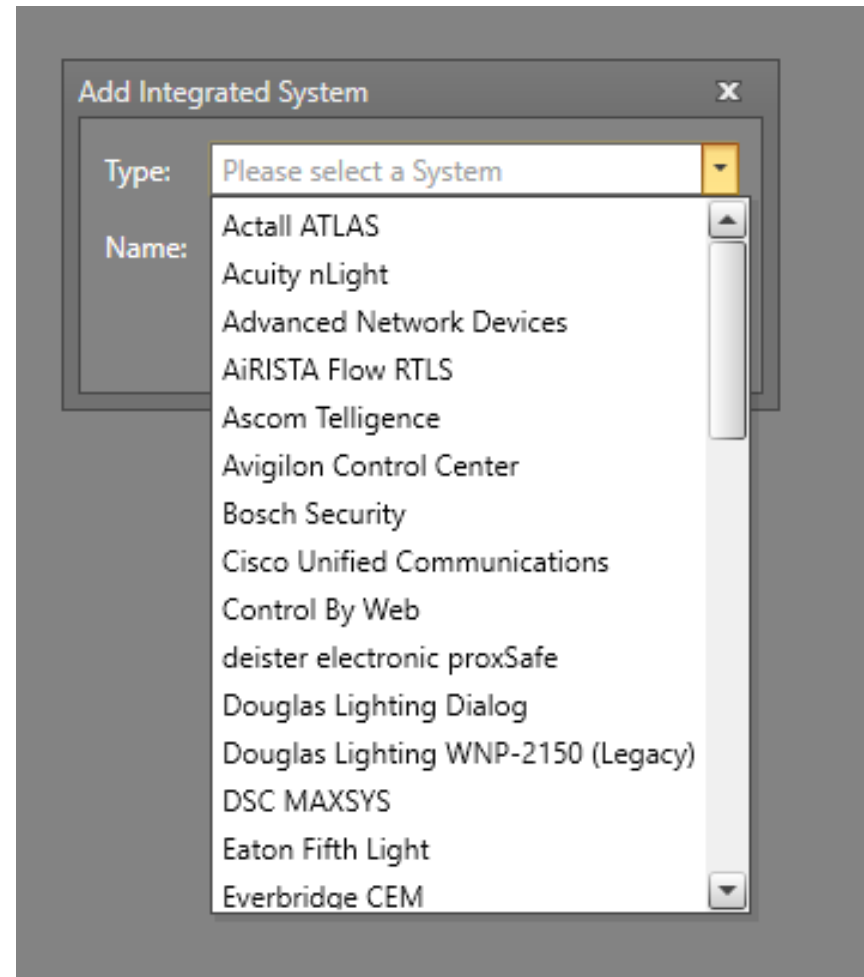 Add Integrated System
Type: Please select a System
Name:
Actall ATLAS
Acuity nLight
Advanced Network Devices
AiRISTA Flow RTLS
Ascom Telligence
Avigilon Control Center
Bosch Security
Cisco Unified Communications
Control By Web
deister electronic proxSafe
Douglas Lighting Dialog
Douglas Lighting WNP-2150 (Legacy)
DSC MAXSYS
Eaton Fifth Light
Everbridge CEM